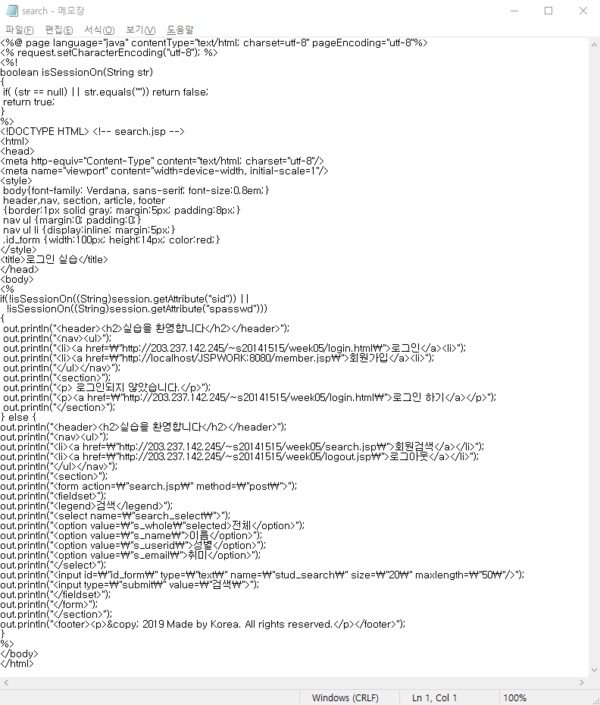 search - 메모장
파일(F) 편집(E) 서식(O) 보기(V) 도움말
<%@ page language="java" contentType="text/html; charset=utf-8" pageEncoding="utf-8"%>
<% request.setCharacterEncoding("utf-8"); %>
<%!
boolean isSessionOn(String str)
{
 if( (str == null) || str.equals("")) return false;
 return true;
}
%>
<!DOCTYPE HTML> <!-- search.jsp -->
<html>
<head>
<meta http-equiv="Content-Type" content="text/html; charset=utf-8"/>
<meta name="viewport" content="width=device-width, initial-scale=1"/>
<style>
 body{font-family: Verdana, sans-serif; font-size:0.8em;}
 header,nav, section, article, footer
 {border:1px solid gray; margin:5px; padding:8px;}
 nav ul {margin:0; padding:0;}
 nav ul li {display:inline; margin:5px;}
 .id_form {width:100px; height:14px; color:red;}
</style>
<title>로그인 실습</title>
</head>
<body>
<%
if(!isSessionOn((String)session.getAttribute("sid")) ||
  !isSessionOn((String)session.getAttribute("spasswd")))
{
 out.println("<header><h2>실습을 환영합니다</h2></header>");
 out.println("<nav><ul>");
 out.println("<li><a href=₩"http://203.237.142.245/~s20141515/week05/login.html₩">로그인</a><li>");
 out.println("<li><a href=₩"http://localhost/JSPWORK:8080/member.jsp₩">회원가입</a><li>");
 out.println("</ul></nav>");
 out.println("<section>");
 out.println("<p> 로그인되지 않았습니다.</p>");
 out.println("<p><a href=₩"http://203.237.142.245/~s20141515/week05/login.html₩">로그인 하기</a></p>");
 out.println("</section>");
} else {
out.println("<header><h2>실습을 환영합니다</h2></header>");
out.println("<nav><ul>");
out.println("<li><a href=₩"http://203.237.142.245/~s20141515/week05/search.jsp₩">회원검색</a></li>");
out.println("<li><a href=₩"http://203.237.142.245/~s20141515/week05/logout.jsp₩">로그아웃</a></li>");
out.println("</ul></nav>");
out.println("<section>");
out.println("<form action=₩"search.jsp₩" method=₩"post₩">");
out.println("<fieldset>");
out.println("<legend>검색</legend>");
out.println("<select name=₩"search_select₩">");
out.println("<option value=₩"s_whole₩"selected>전체</option>");
out.println("<option value=₩"s_name₩">이름</option>");
out.println("<option value=₩"s_userid₩">성별</option>");
out.println("<option value=₩"s_email₩">취미</option>");
out.println("</select>");
out.println("<input id=₩"id_form₩" type=₩"text₩" name=₩"stud_search₩" size=₩"20₩" maxlength=₩"50₩"/>");
out.println("<input type=₩"submit₩" value=₩"검색₩">");
out.println("</fieldset>");
out.println("</form>");
out.println("</section>");
out.println("<footer><p>&copy; 2019 Made by Korea. All rights reserved.</p></footer>");
}
%>
</body>
</html>
Windows (CRLF) Ln 1, Col 1 100%